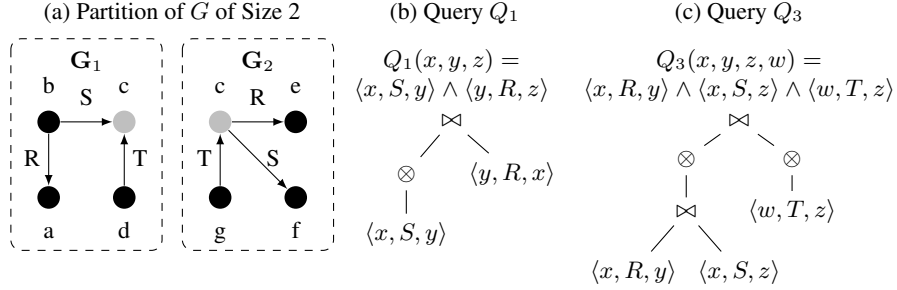 (a) Partition of G of Size 2
G₁
b
c
S
R
T
a
d
G₂
c
e
R
T
S
g
f
(b) Query Q₁
Q₁(x, y, z) =
⟨x, S, y⟩ ∧ ⟨y, R, z⟩
⋈
⊗
⟨y, R, x⟩
⟨x, S, y⟩
(c) Query Q₃
Q₃(x, y, z, w) =
⟨x, R, y⟩ ∧ ⟨x, S, z⟩ ∧ ⟨w, T, z⟩
⋈
⊗ ⊗
⋈
⟨w, T, z⟩
⟨x, R, y⟩ ⟨x, S, z⟩